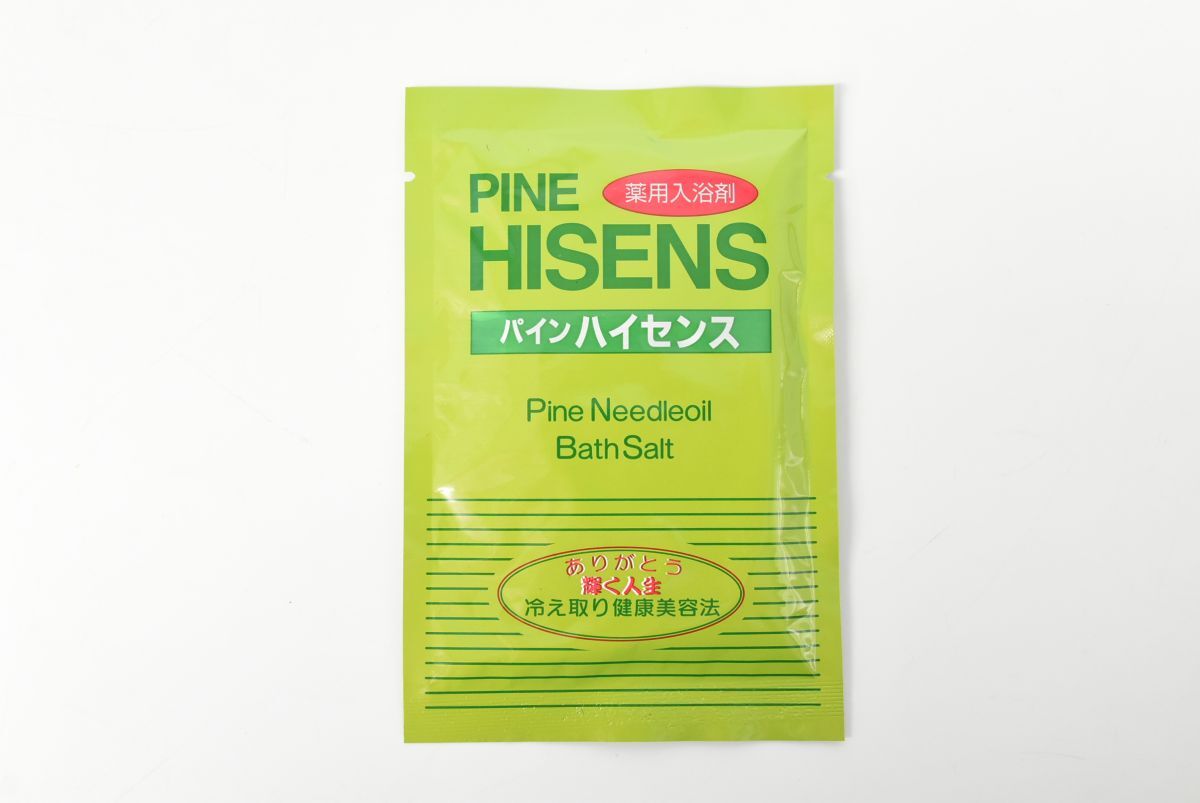 PINE
薬用入浴剤
HISENS
パインハイセンス
Pine Needleoil
Bath Salt
ありがとう
輝く人生
冷え取り健康美容法